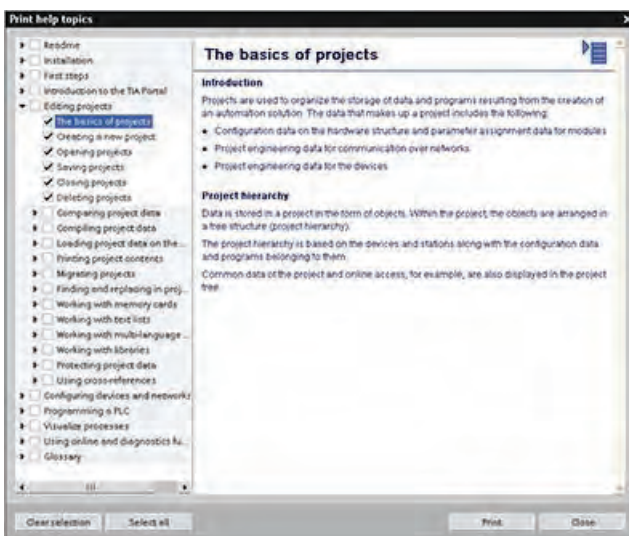 Print help topics
Readme
Installation
First steps
Introduction to the TIA Portal
Editing projects
The basics of projects
Creating a new project
Opening projects
Saving projects
Closing projects
Deleting projects
Comparing project data
Compiling project data
Loading project data on the...
Printing project contents
Migrating projects
Finding and replacing in proj...
Working with memory cards
Working with text lists
Working with multi-language ...
Working with libraries
Protecting project data
Using cross-references
Configuring devices and networks
Programming a PLC
Visualize processes
Using online and diagnostics fu...
Glossary
The basics of projects
Introduction
Projects are used to organize the storage of data and programs resulting from the creation of
an automation solution. The data that makes up a project includes the following:
• Configuration data on the hardware structure and parameter assignment data for modules
• Project engineering data for communication over networks
• Project engineering data for the devices
Project hierarchy
Data is stored in a project in the form of objects. Within the project, the objects are arranged in
a tree structure (project hierarchy).
The project hierarchy is based on the devices and stations along with the configuration data
and programs belonging to them.
Common data of the project and online access, for example, are also displayed in the project
tree.
Clear selection
Select all
Print
Close